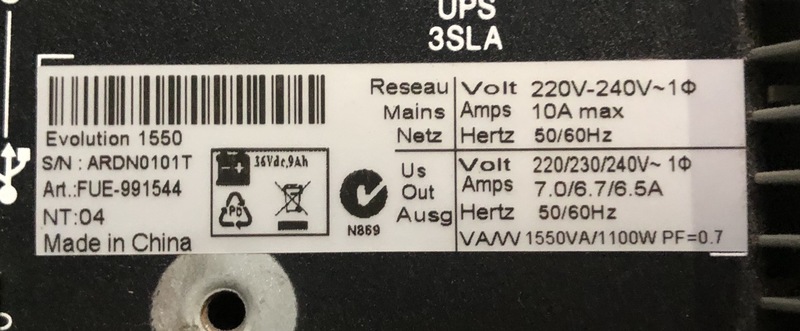 UPS
3SLA
Evolution 1550
S/N : ARDN0101T
Art.:FUE-991544
NT:04
Made in China
36Vdc,9Ah
Pb
N869
Reseau Volt 220V-240V~1Φ
Mains Amps 10A max
Netz Hertz 50/60Hz
Us Volt 220/230/240V~ 1Φ
Out Amps 7.0/6.7/6.5A
Ausg Hertz 50/60Hz
VA/W 1550VA/1100W PF=0.7